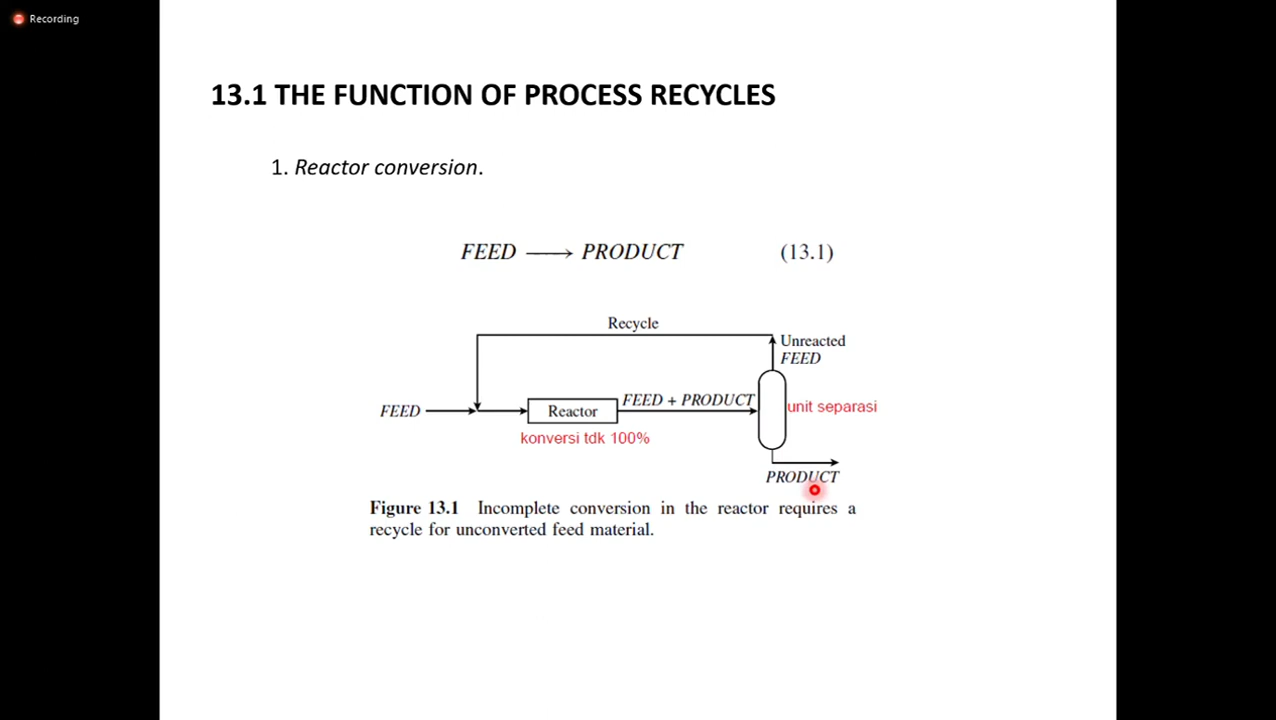 Recording
13.1 THE FUNCTION OF PROCESS RECYCLES
1. Reactor conversion.
FEED ⟶ PRODUCT (13.1)
Recycle
Unreacted
FEED
FEED + PRODUCT
unit separasi
FEED
Reactor
konversi tdk 100%
PRODUCT
Figure 13.1 Incomplete conversion in the reactor requires a
recycle for unconverted feed material.